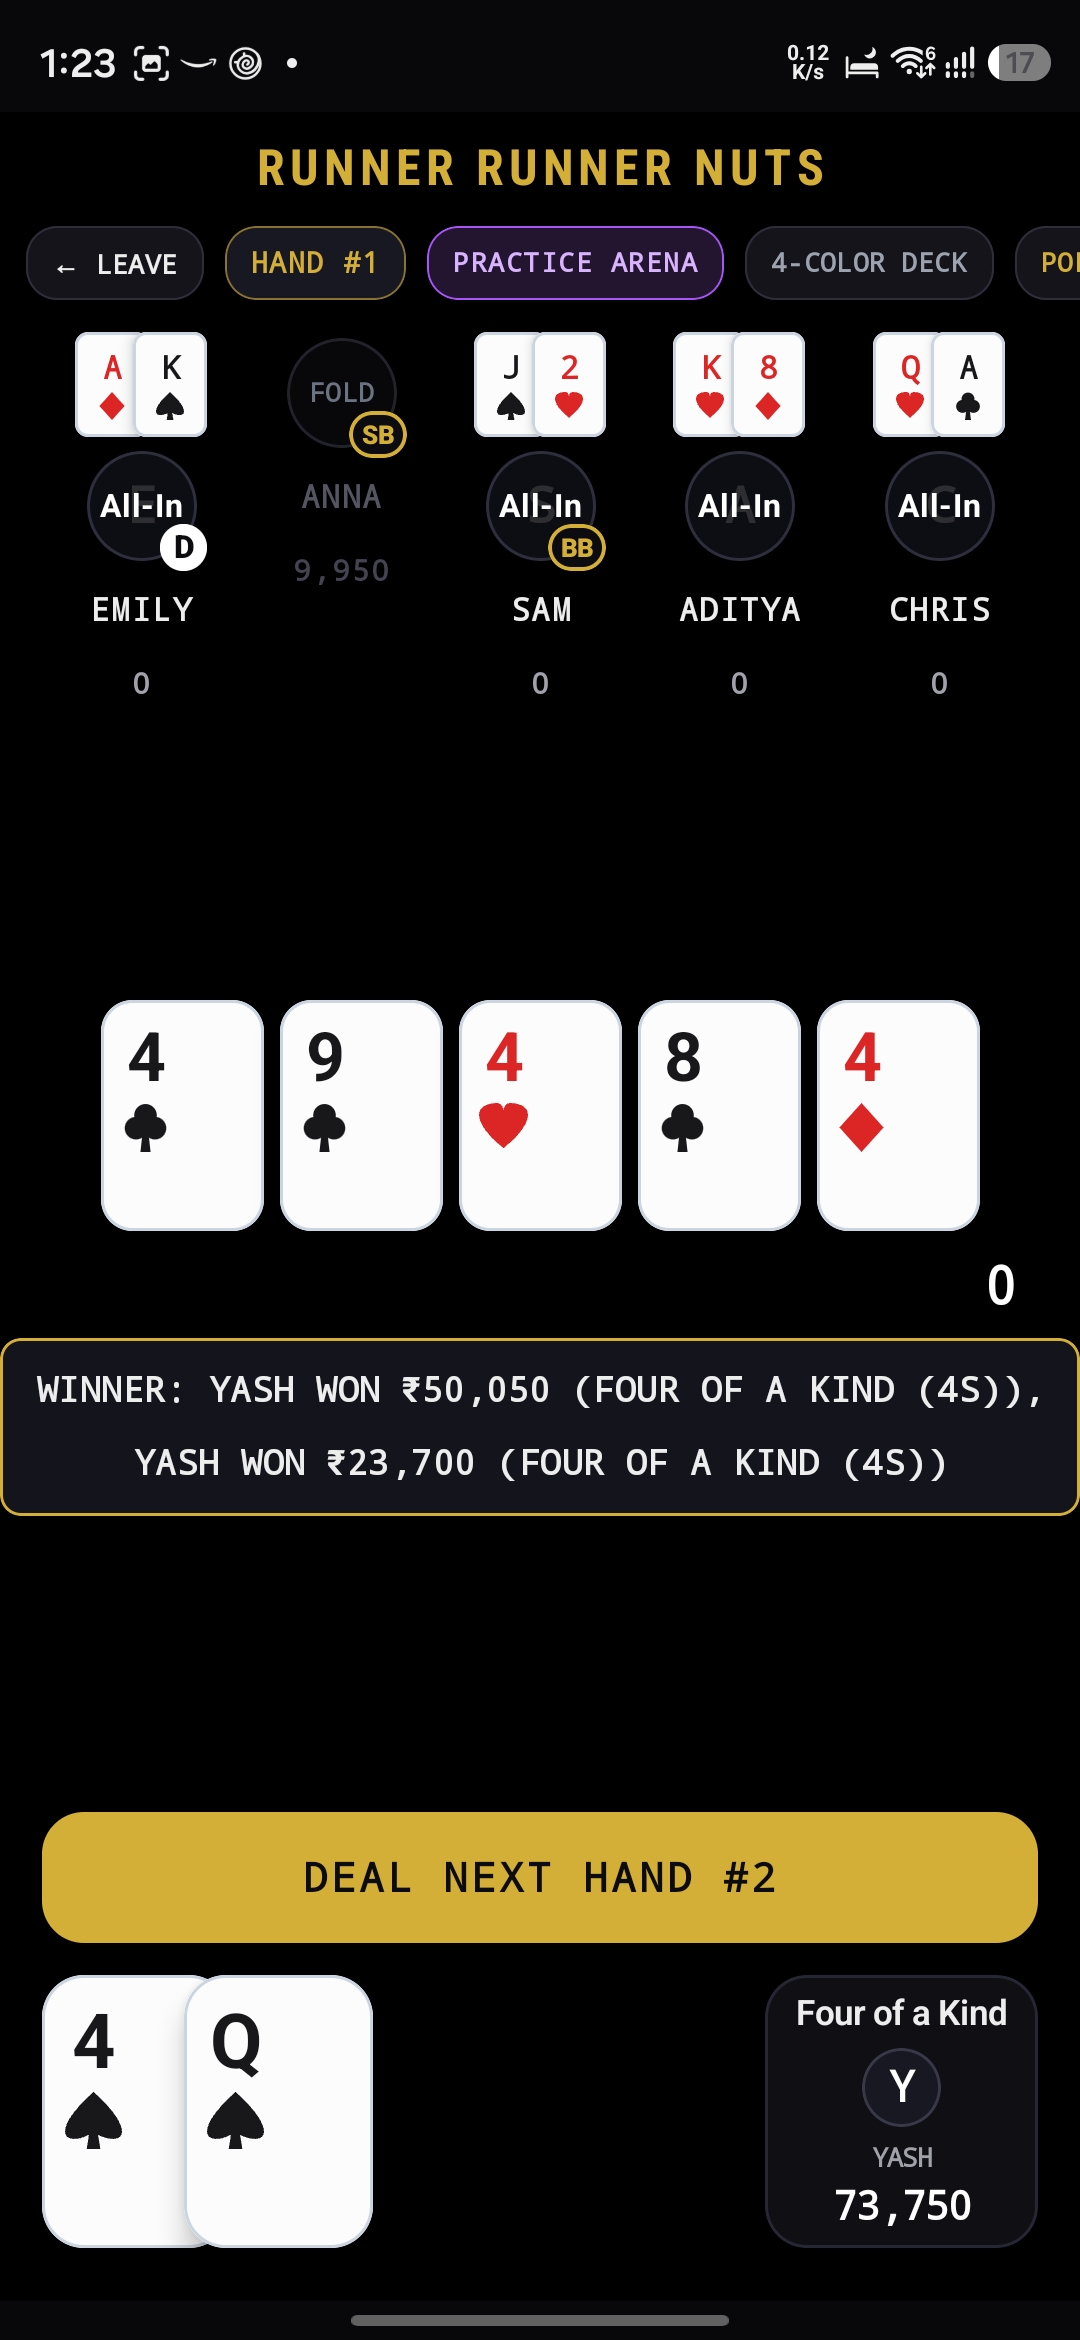 1:23
0.12
K/s
6
17
RUNNER RUNNER NUTS
← LEAVE
HAND #1
PRACTICE ARENA
4-COLOR DECK
A K
FOLD
SB
J 2
K 8
Q A
All-In
D
ANNA
9,950
All-In
BB
All-In
All-In
EMILY
SAM
ADITYA
CHRIS
0
0
0
0
4 9 4 8 4
0
WINNER: YASH WON ₹50,050 (FOUR OF A KIND (4S)),
YASH WON ₹23,700 (FOUR OF A KIND (4S))
DEAL NEXT HAND #2
4 Q
Four of a Kind
Y
YASH
73,750